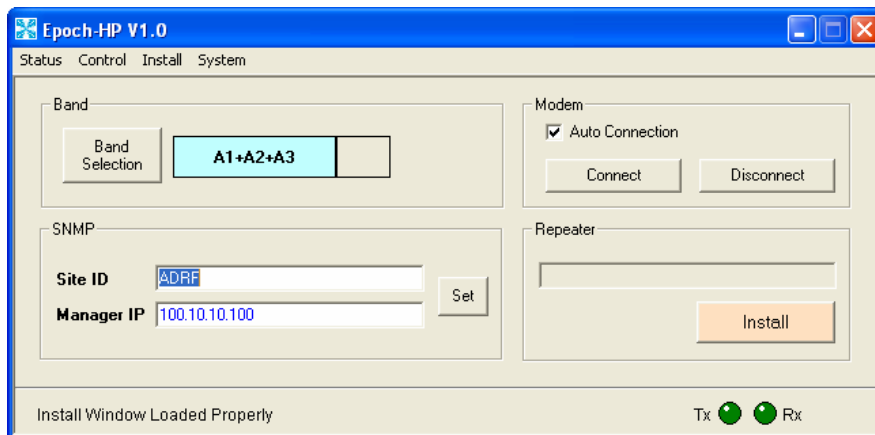 Epoch-HP V1.0
Status Control Install System
Band
Band
Selection
A1+A2+A3
Modem
Auto Connection
Connect Disconnect
SNMP
Site ID ADRF
Manager IP 100.10.10.100
Set
Repeater
Install
Install Window Loaded Properly
Tx Rx